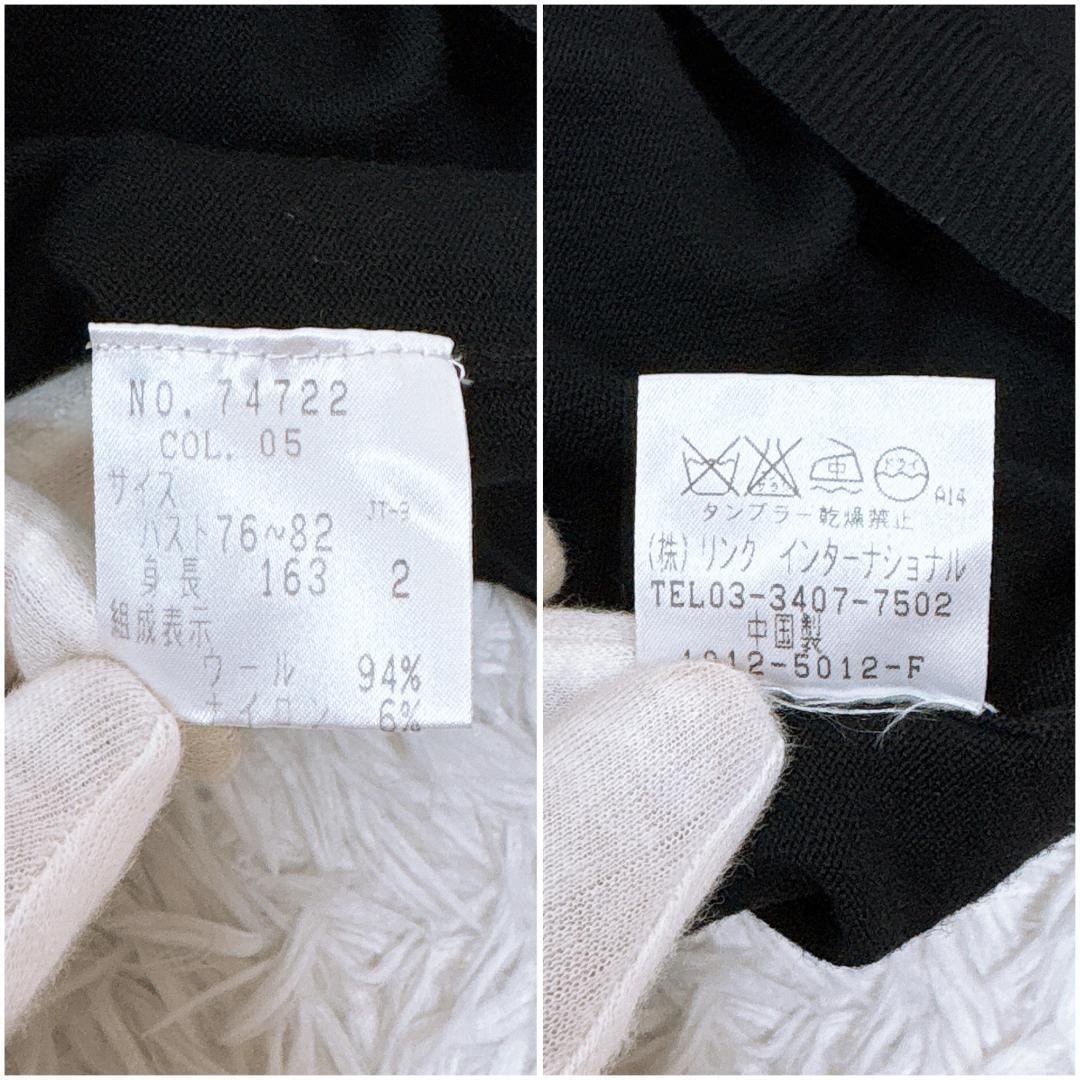 NO. 74722
COL. 05
サイズ
JT-9
バスト 76~82
身長 163 2
組成表示
ウール 94%
ナイロン 6%
中
ドライ
A14
タンブラー乾燥禁止
(株)リンク インターナショナル
TEL03-3407-7502
中国製
1912-5012-F